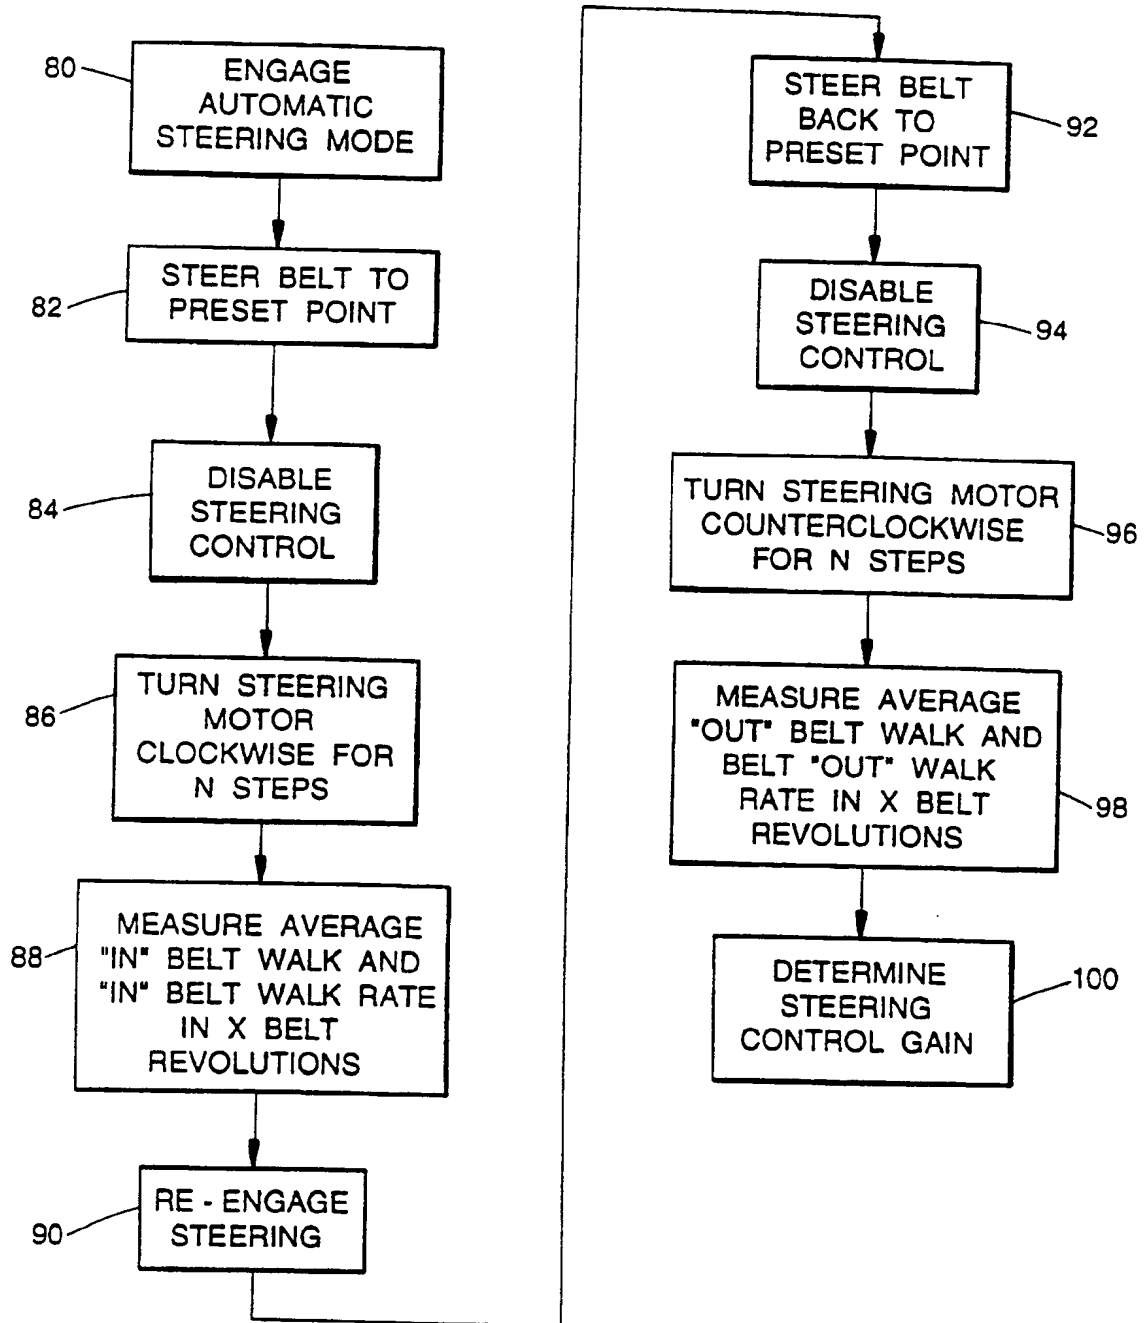 80
ENGAGE
AUTOMATIC
STEERING MODE
82
STEER BELT TO
PRESET POINT
84
DISABLE
STEERING
CONTROL
86
TURN STEERING
MOTOR
CLOCKWISE FOR
N STEPS
88
MEASURE AVERAGE
"IN" BELT WALK AND
"IN" BELT WALK RATE
IN X BELT
REVOLUTIONS
90
RE - ENGAGE
STEERING
STEER BELT
BACK TO
PRESET POINT
92
DISABLE
STEERING
CONTROL
94
TURN STEERING MOTOR
COUNTERCLOCKWISE
FOR N STEPS
96
MEASURE AVERAGE
"OUT" BELT WALK AND
BELT "OUT" WALK
RATE IN X BELT
REVOLUTIONS
98
DETERMINE
STEERING
CONTROL GAIN
100